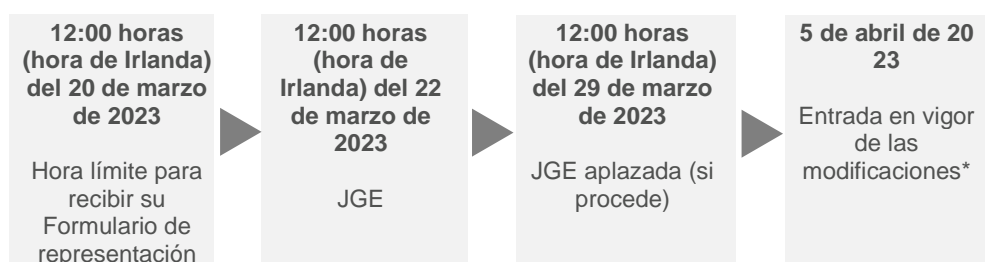 12:00 horas
(hora de Irlanda)
del 20 de marzo
de 2023
Hora límite para
recibir su
Formulario de
representación
12:00 horas
(hora de
Irlanda) del 22
de marzo de
2023
JGE
12:00 horas
(hora de Irlanda)
del 29 de marzo
de 2023
JGE aplazada (si
procede)
5 de abril de 20
23
Entrada en vigor
de las
modificaciones*